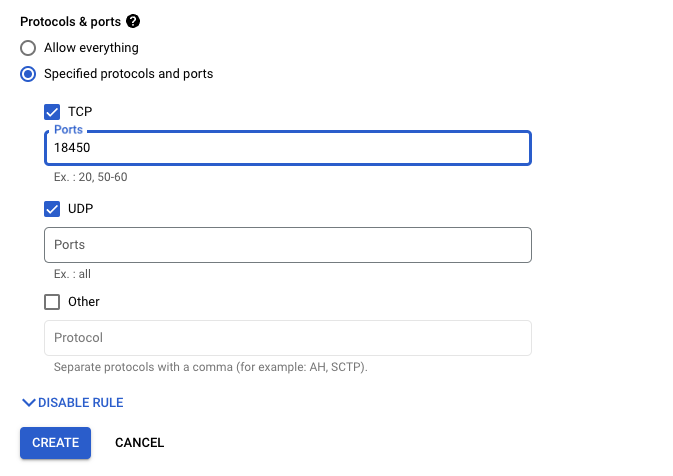 Protocols & ports ?
Allow everything
Specified protocols and ports
TCP
Ports
18450
Ex. : 20, 50-60
UDP
Ports
Ex. : all
Other
Protocol
Separate protocols with a comma (for example: AH, SCTP).
DISABLE RULE
CREATE CANCEL